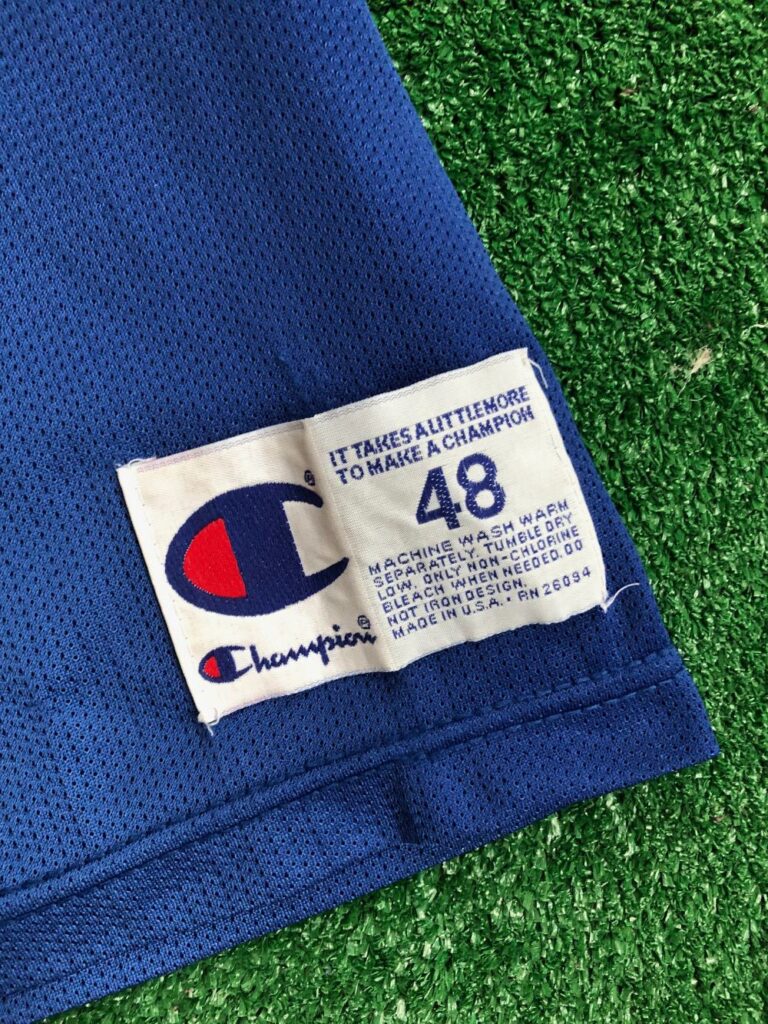 ®
Champion®
IT TAKES A LITTLE MORE
TO MAKE A CHAMPION
48
MACHINE WASH WARM
SEPARATELY. TUMBLE DRY
LOW. ONLY NON-CHLORINE
BLEACH WHEN NEEDED. DO
NOT IRON DESIGN.
MADE IN U.S.A. • RN 26094